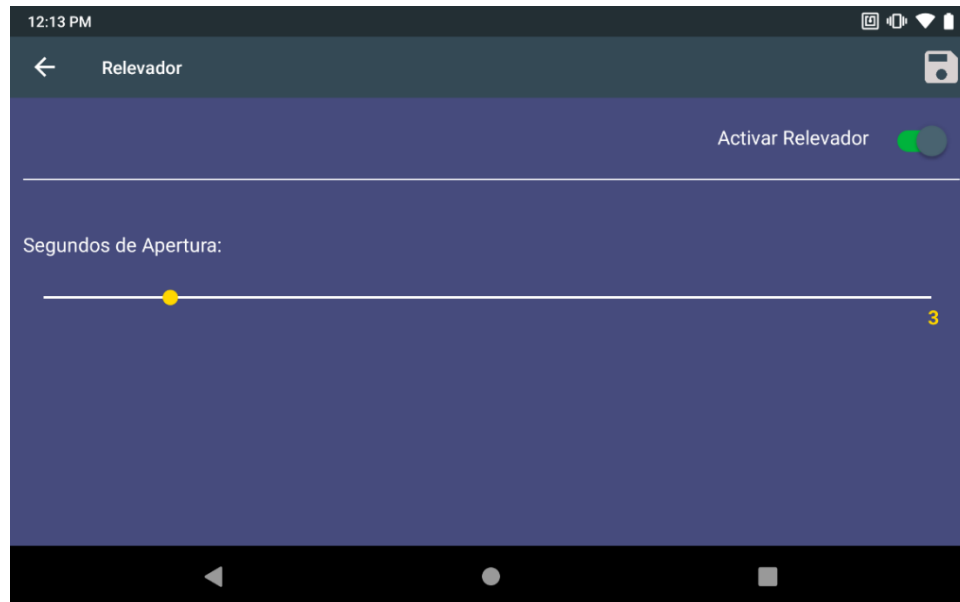 12:13 PM
Relevador
Activar Relevador
Segundos de Apertura:
3